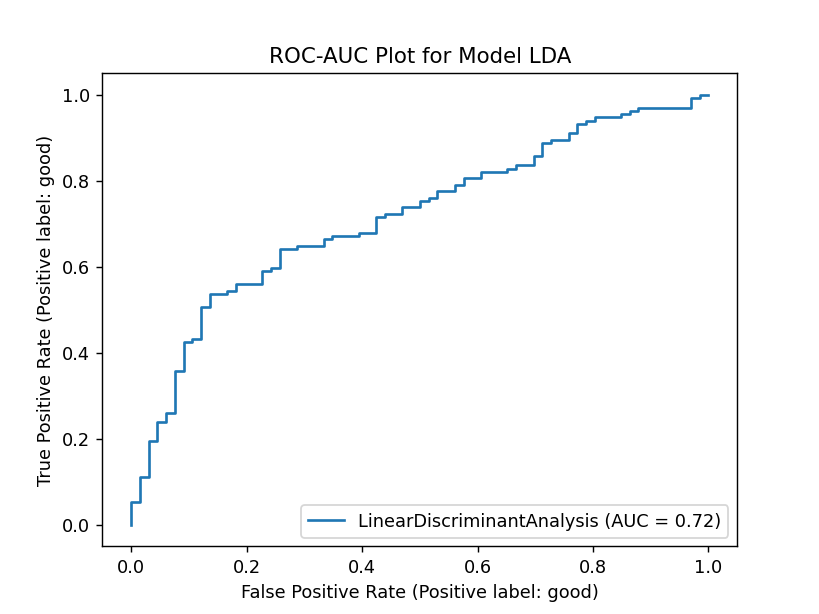 ROC-AUC Plot for Model LDA
True Positive Rate (Positive label: good)
1.0
0.8
0.6
0.4
0.2
0.0
LinearDiscriminantAnalysis (AUC = 0.72)
0.0 0.2 0.4 0.6 0.8 1.0
False Positive Rate (Positive label: good)